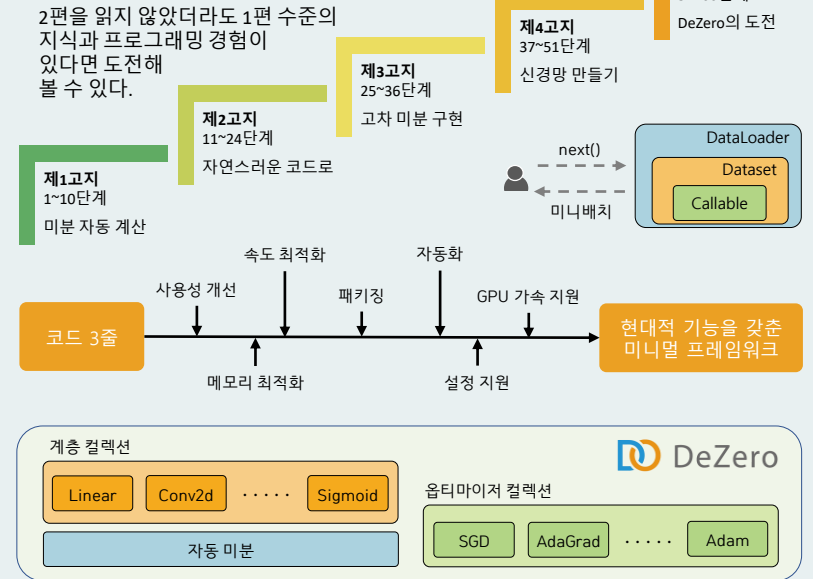 2편을 읽지 않았더라도 1편 수준의
지식과 프로그래밍 경험이
있다면 도전해
볼 수 있다.
DeZero의 도전
제4고지
37~51단계
신경망 만들기
제3고지
25~36단계
고차 미분 구현
제2고지
11~24단계
자연스러운 코드로
제1고지
1~10단계
미분 자동 계산
next()
미니배치
DataLoader
Dataset
Callable
속도 최적화
자동화
사용성 개선
패키징
GPU 가속 지원
코드 3줄
현대적 기능을 갖춘
미니멀 프레임워크
메모리 최적화
설정 지원
계층 컬렉션
DeZero
Linear
Conv2d
·····
Sigmoid
자동 미분
옵티마이저 컬렉션
SGD
AdaGrad
·····
Adam